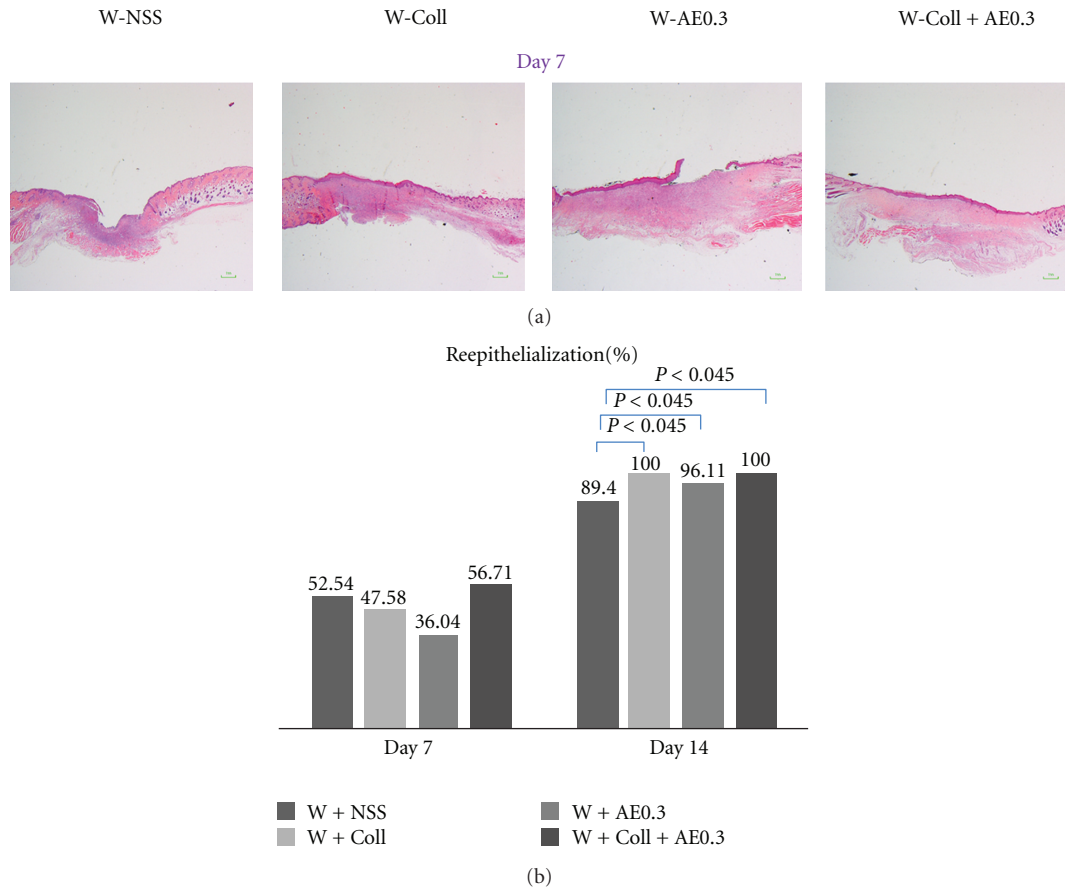 W-NSS W-Coll W-AE0.3 W-Coll + AE0.3
Day 7
(a)
Reepithelialization(%)
P < 0.045
P < 0.045
P < 0.045
52.54 47.58 36.04 56.71 89.4 100 96.11 100
Day 7 Day 14
W + NSS W + AE0.3
W + Coll W + Coll + AE0.3
(b)